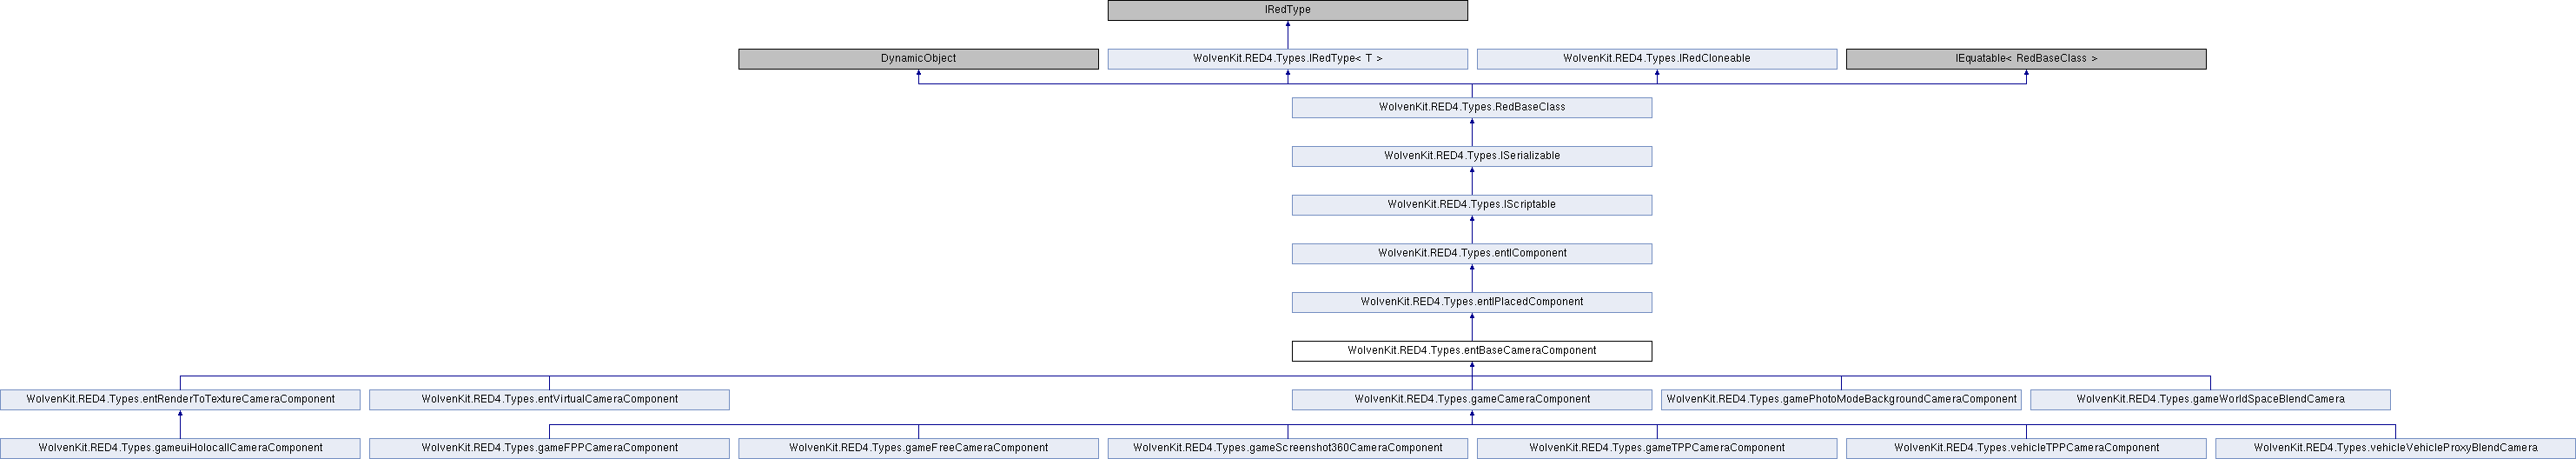 IRedType
DynamicObject
WolvenKit.RED4.Types.IRedType< T >
WolvenKit.RED4.Types.IRedCloneable
IEquatable< RedBaseClass >
WolvenKit.RED4.Types.RedBaseClass
WolvenKit.RED4.Types.ISerializable
WolvenKit.RED4.Types.IScriptable
WolvenKit.RED4.Types.entIComponent
WolvenKit.RED4.Types.entIPlacedComponent
WolvenKit.RED4.Types.entBaseCameraComponent
WolvenKit.RED4.Types.entRenderToTextureCameraComponent
WolvenKit.RED4.Types.entVirtualCameraComponent
WolvenKit.RED4.Types.gameCameraComponent
WolvenKit.RED4.Types.gamePhotoModeBackgroundCameraComponent
WolvenKit.RED4.Types.gameWorldSpaceBlendCamera
WolvenKit.RED4.Types.gameuiHolocallCameraComponent
WolvenKit.RED4.Types.gameFPPCameraComponent
WolvenKit.RED4.Types.gameFreeCameraComponent
WolvenKit.RED4.Types.gameScreenshot360CameraComponent
WolvenKit.RED4.Types.gameTPPCameraComponent
WolvenKit.RED4.Types.vehicleTPPCameraComponent
WolvenKit.RED4.Types.vehicleVehicleProxyBlendCamera